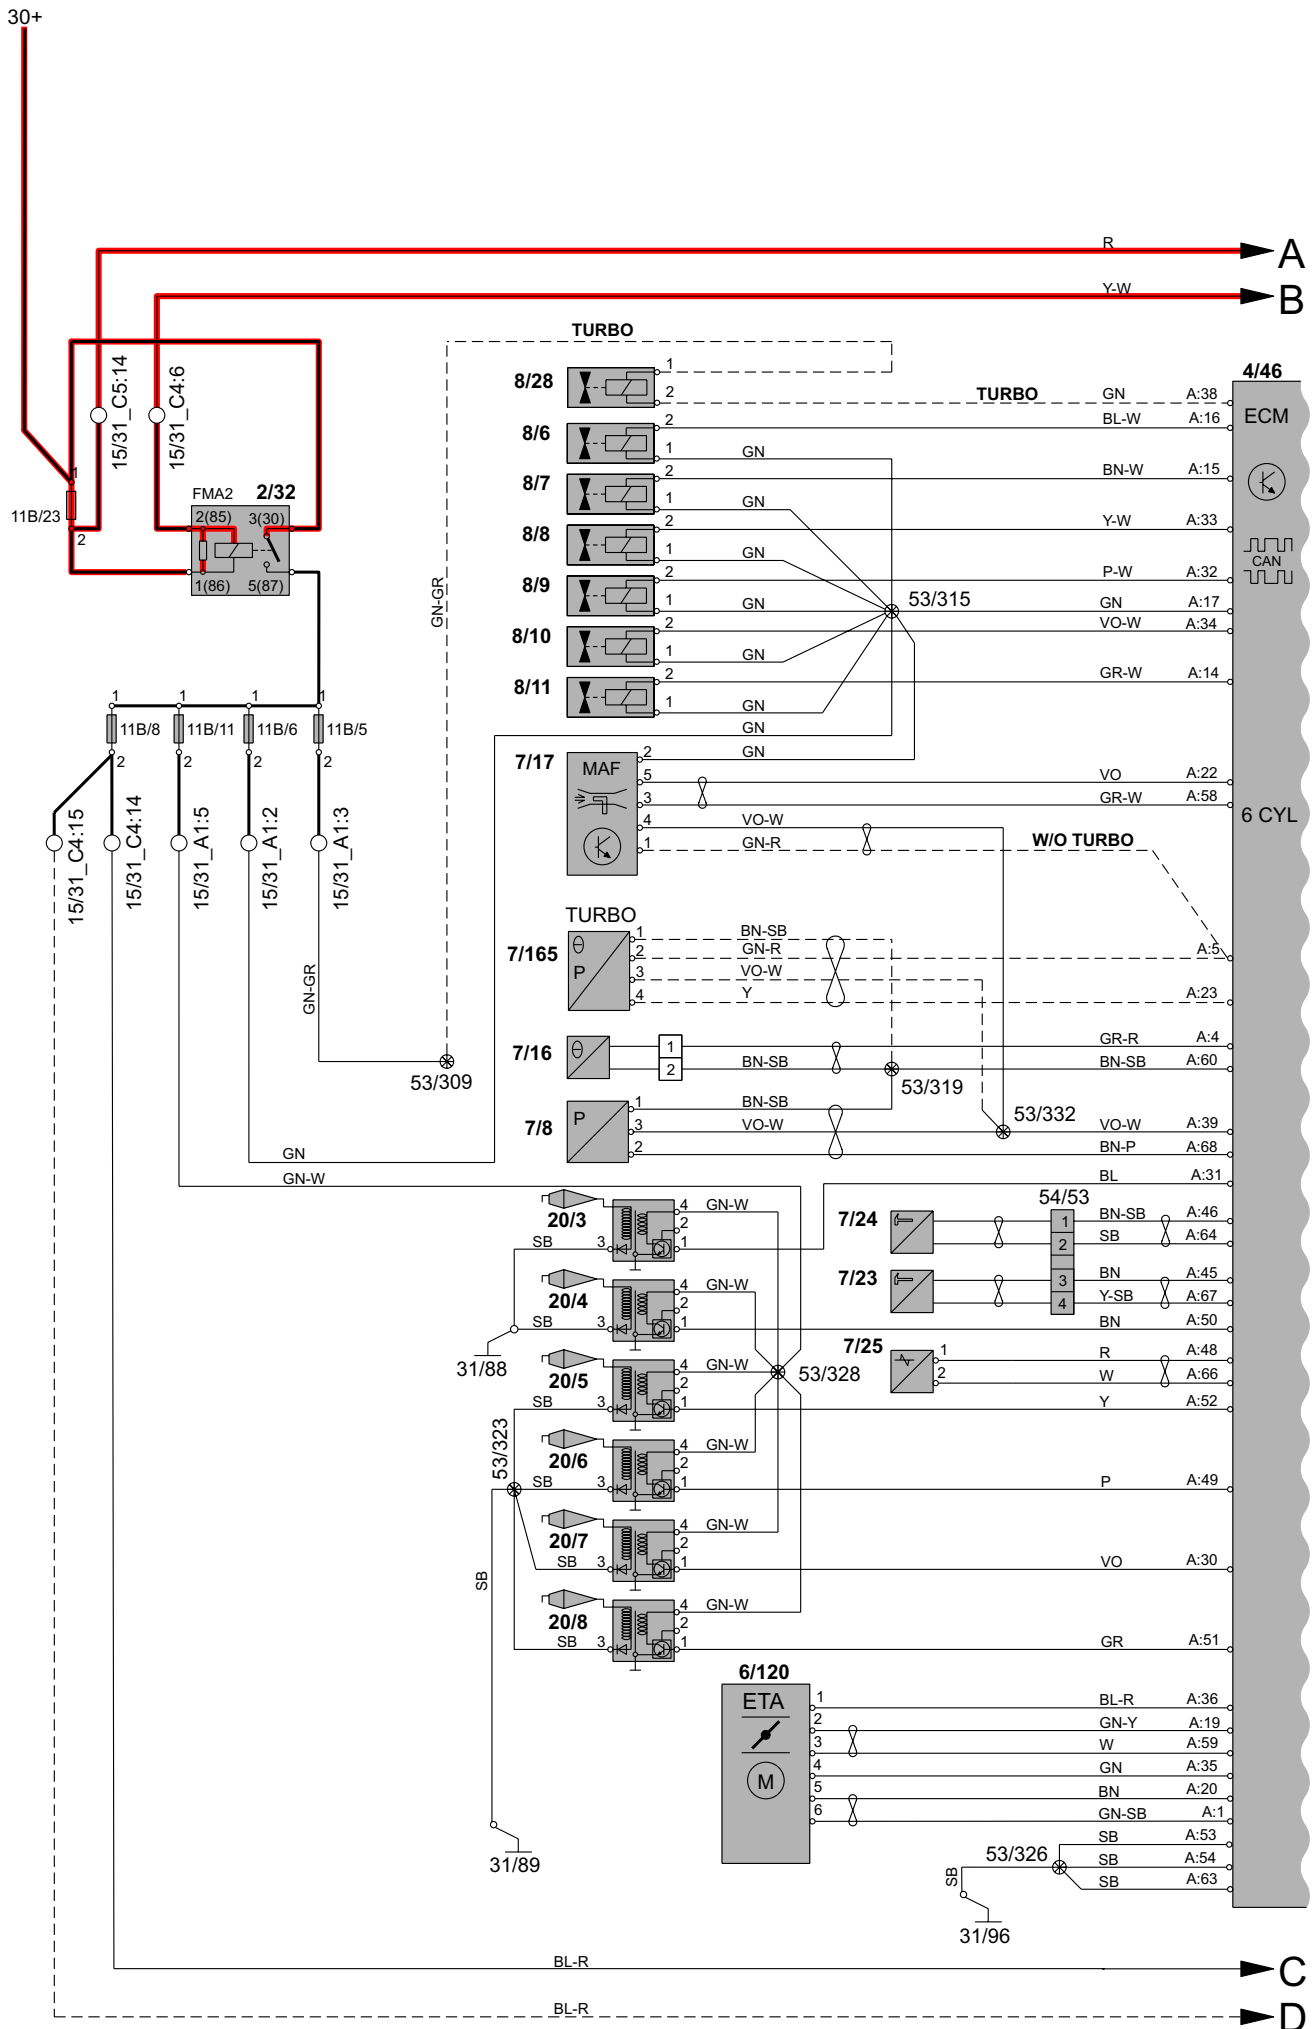 30+
R
A
Y-W
B
TURBO
15/31_C5:14
15/31_C4:6
1
11B/23
2
FMA2 2/32
2(85) 3(30)
1(86) 5(87)
GN-GR
8/28
1
2
TURBO GN A:38
4/46
ECM
CAN
6 CYL
8/6
2 BL-W A:16
1 GN
8/7
2 BN-W A:15
1 GN
8/8
2 Y-W A:33
1 GN
8/9
2 P-W A:32
1 GN 53/315 GN A:17
8/10
2 VO-W A:34
1 GN
8/11
2 GR-W A:14
1 GN
GN
1 1 1 1
11B/8 11B/11 11B/6 11B/5
2 2 2 2
15/31_C4:15
15/31_C4:14
15/31_A1:5
15/31_A1:2
15/31_A1:3
GN-GR
53/309
7/17
MAF
2 GN
5 VO A:22
3 GR-W A:58
4 VO-W
1 GN-R W/O TURBO
TURBO
7/165
θ
P
1 BN-SB
2 GN-R A:5
3 VO-W
4 Y A:23
7/16
θ
1 GR-R A:4
2 BN-SB BN-SB A:60
53/319
7/8
P
1 BN-SB
53/332
3 VO-W VO-W A:39
2 BN-P A:68
GN
GN-W
BL A:31
20/3
4 GN-W
2
SB 3 1
54/53
7/24
1 BN-SB A:46
2 SB A:64
7/23
3 BN A:45
4 Y-SB A:67
20/4
4 GN-W
2
SB 3 1 BN A:50
31/88
7/25
1 R A:48
2 W A:66
53/328
20/5
4 GN-W
2
SB 3 1 Y A:52
53/323
20/6
4 GN-W
2
SB 3 1 P A:49
20/7
4 GN-W
2
SB 3 1 VO A:30
SB
20/8
4 GN-W
2
SB 3 1 GR A:51
31/89
6/120
ETA
M
1 BL-R A:36
2 GN-Y A:19
3 W A:59
4 GN A:35
5 BN A:20
6 GN-SB A:1
SB A:53
53/326 SB A:54
SB A:63
SB
31/96
BL-R
C
BL-R
D